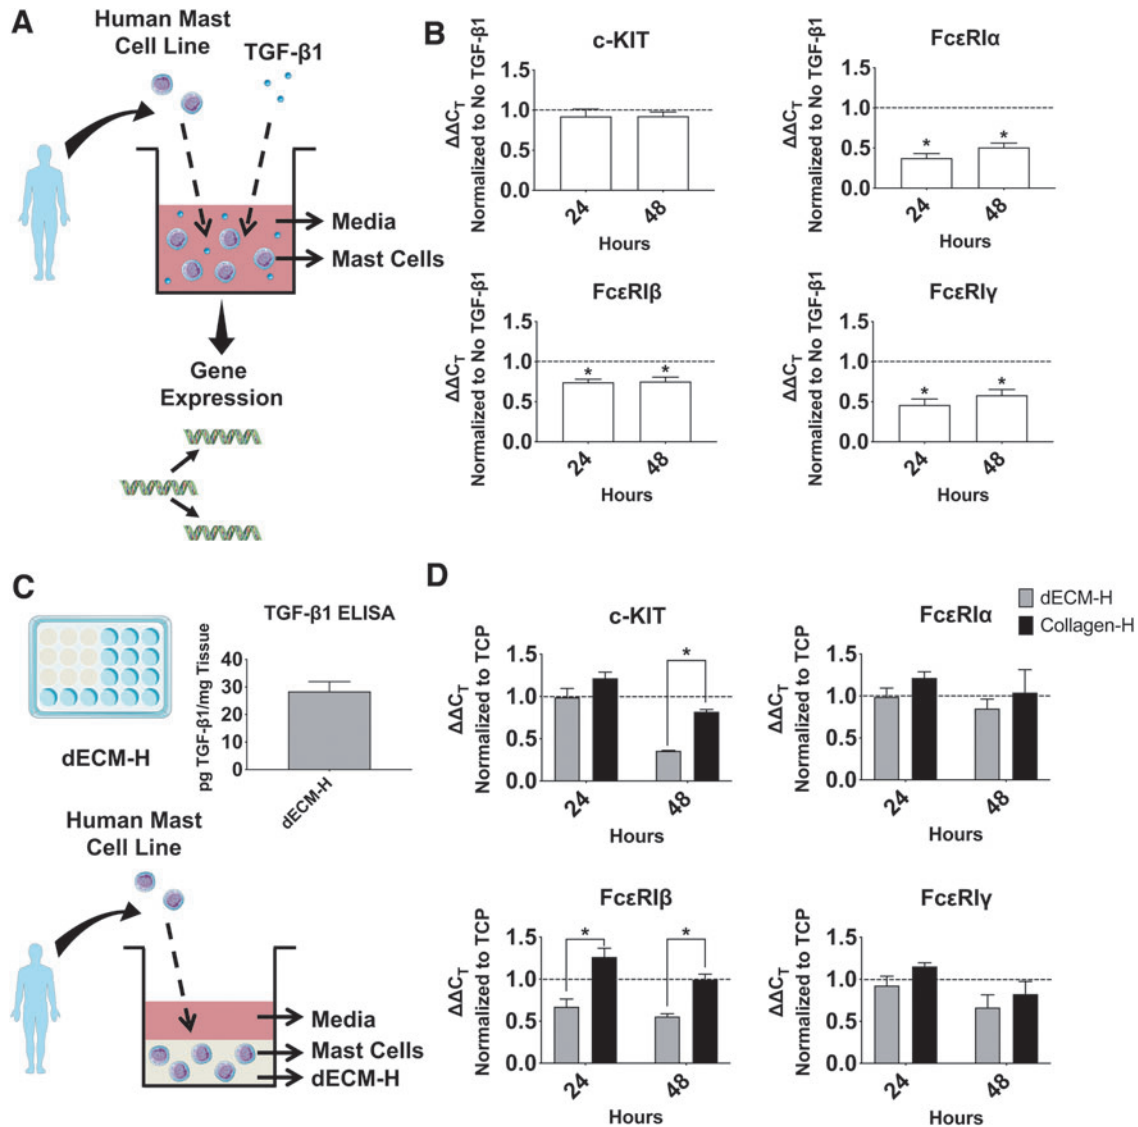 A
Human Mast
Cell Line
TGF-β1
Media
Mast Cells
Gene
Expression
B
c-KIT
ΔΔCT
Normalized to No TGF-β1
1.5
1.0
0.5
0.0
24
48
Hours
FcεRIα
ΔΔCT
Normalized to No TGF-β1
1.5
1.0
0.5
0.0
*
*
24
48
Hours
FcεRIβ
ΔΔCT
Normalized to No TGF-β1
1.5
1.0
0.5
0.0
*
*
24
48
Hours
FcεRIγ
ΔΔCT
Normalized to No TGF-β1
1.5
1.0
0.5
0.0
*
*
24
48
Hours
C
dECM-H
TGF-β1 ELISA
pg TGF-β1/mg Tissue
40
30
20
10
0
dECM-H
Human Mast
Cell Line
Media
Mast Cells
dECM-H
D
dECM-H
Collagen-H
c-KIT
ΔΔCT
Normalized to TCP
1.5
1.0
0.5
0.0
*
24
48
Hours
FcεRIα
ΔΔCT
Normalized to TCP
1.5
1.0
0.5
0.0
24
48
Hours
FcεRIβ
ΔΔCT
Normalized to TCP
1.5
1.0
0.5
0.0
*
*
24
48
Hours
FcεRIγ
ΔΔCT
Normalized to TCP
1.5
1.0
0.5
0.0
24
48
Hours